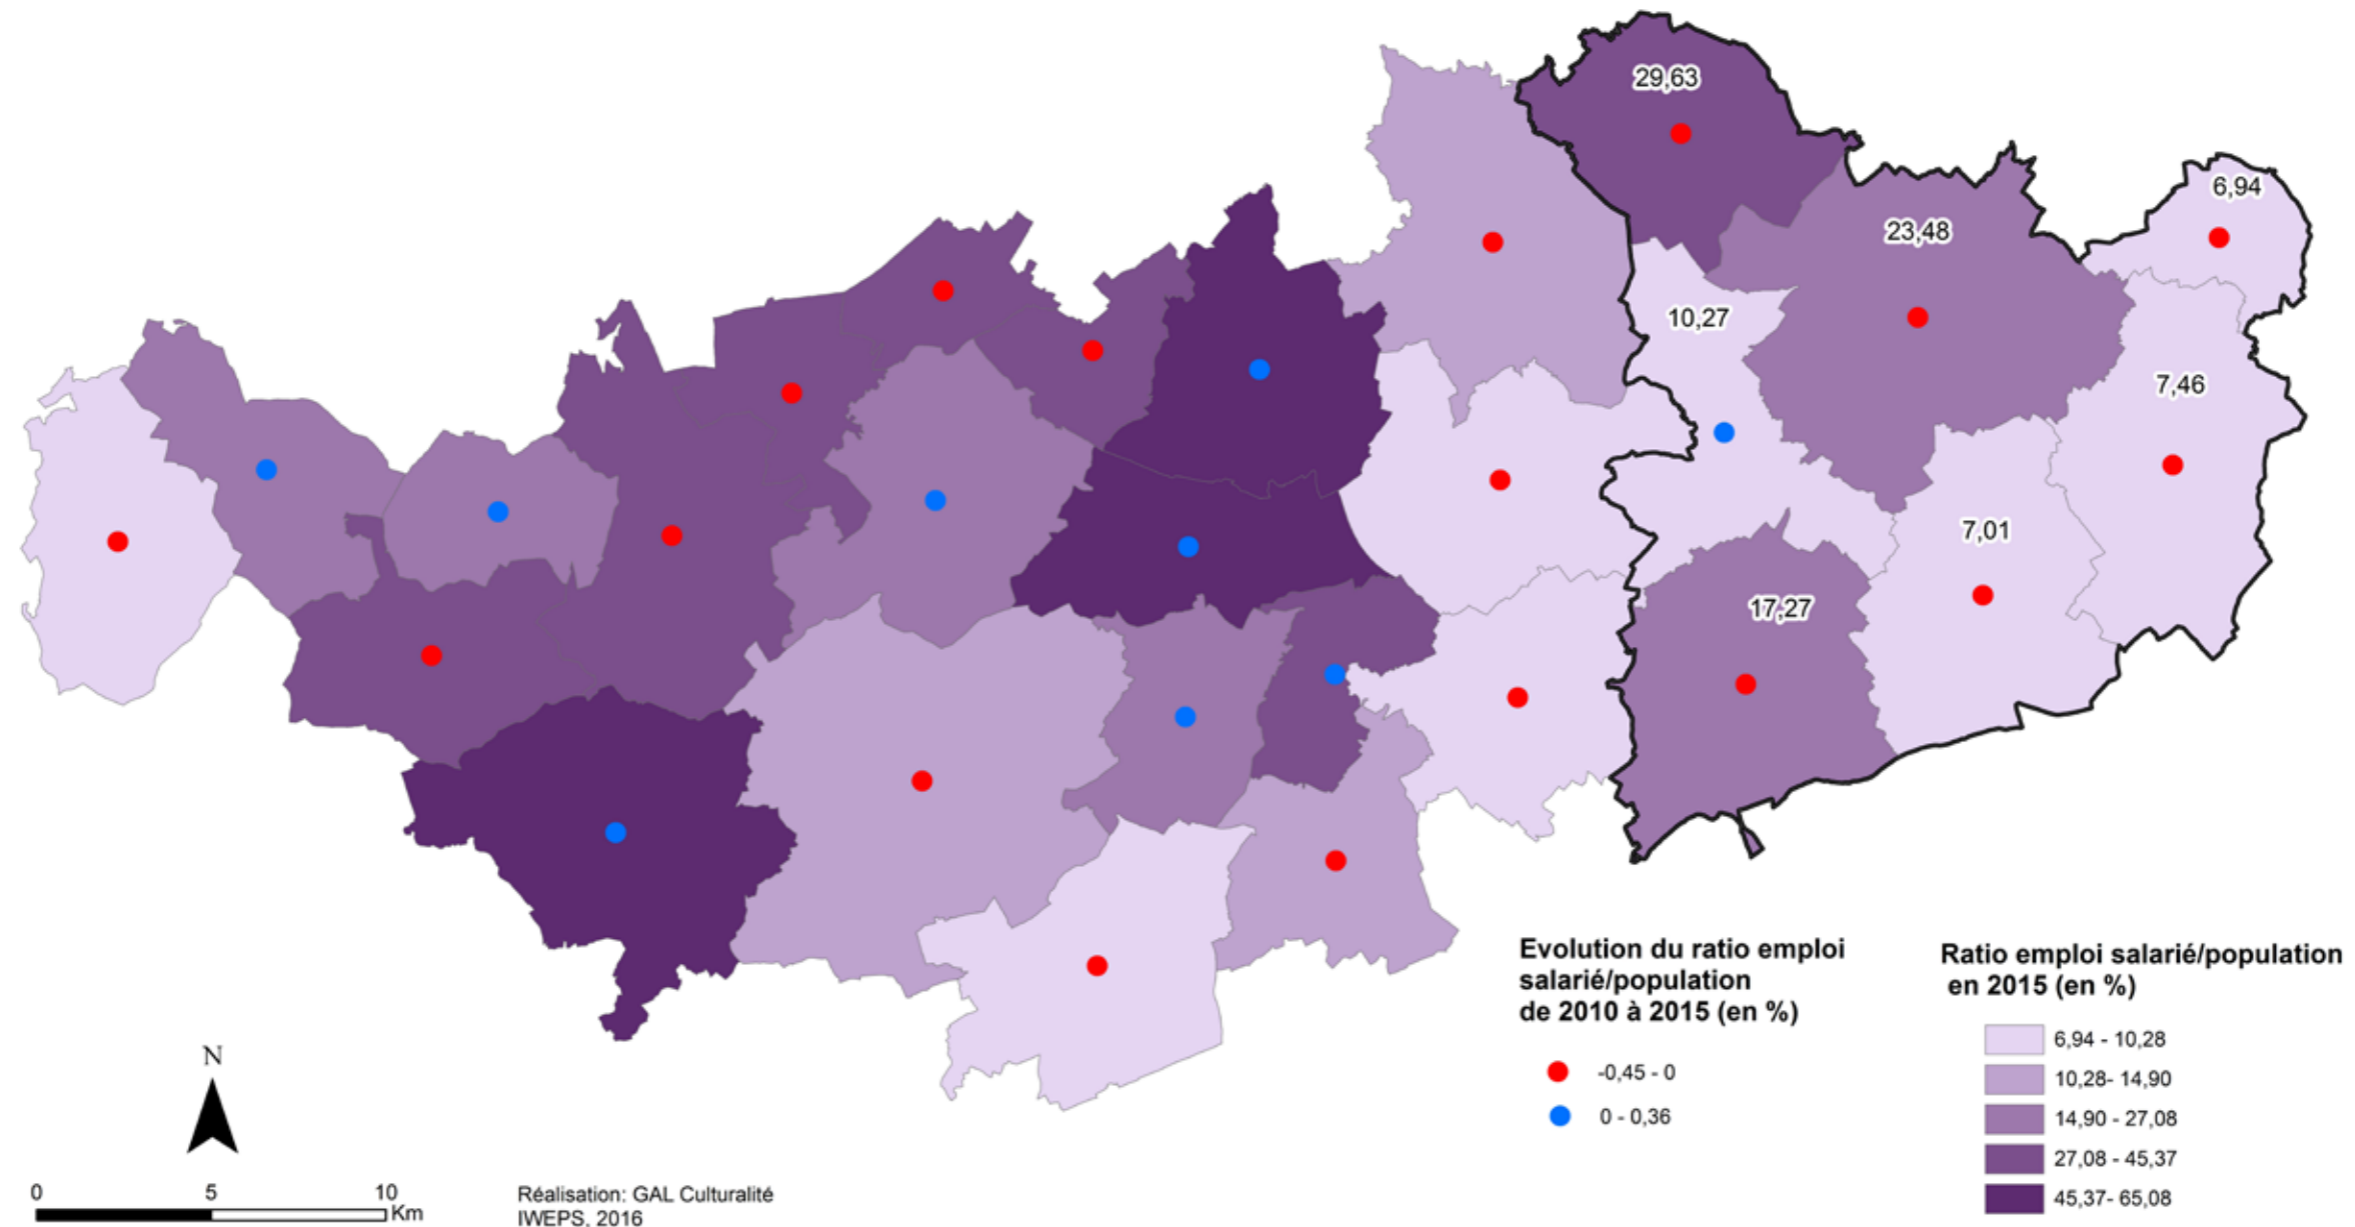 29,63
6,94
23,48
10,27
7,46
7,01
17,27
Evolution du ratio emploi
salarié/population
de 2010 à 2015 (en %)
-0,45 - 0
0 - 0,36
Ratio emploi salarié/population
en 2015 (en %)
6,94 - 10,28
10,28- 14,90
14,90 - 27,08
27,08 - 45,37
45,37- 65,08
N
0 5 10
Km
Réalisation: GAL Culturalité
IWEPS, 2016